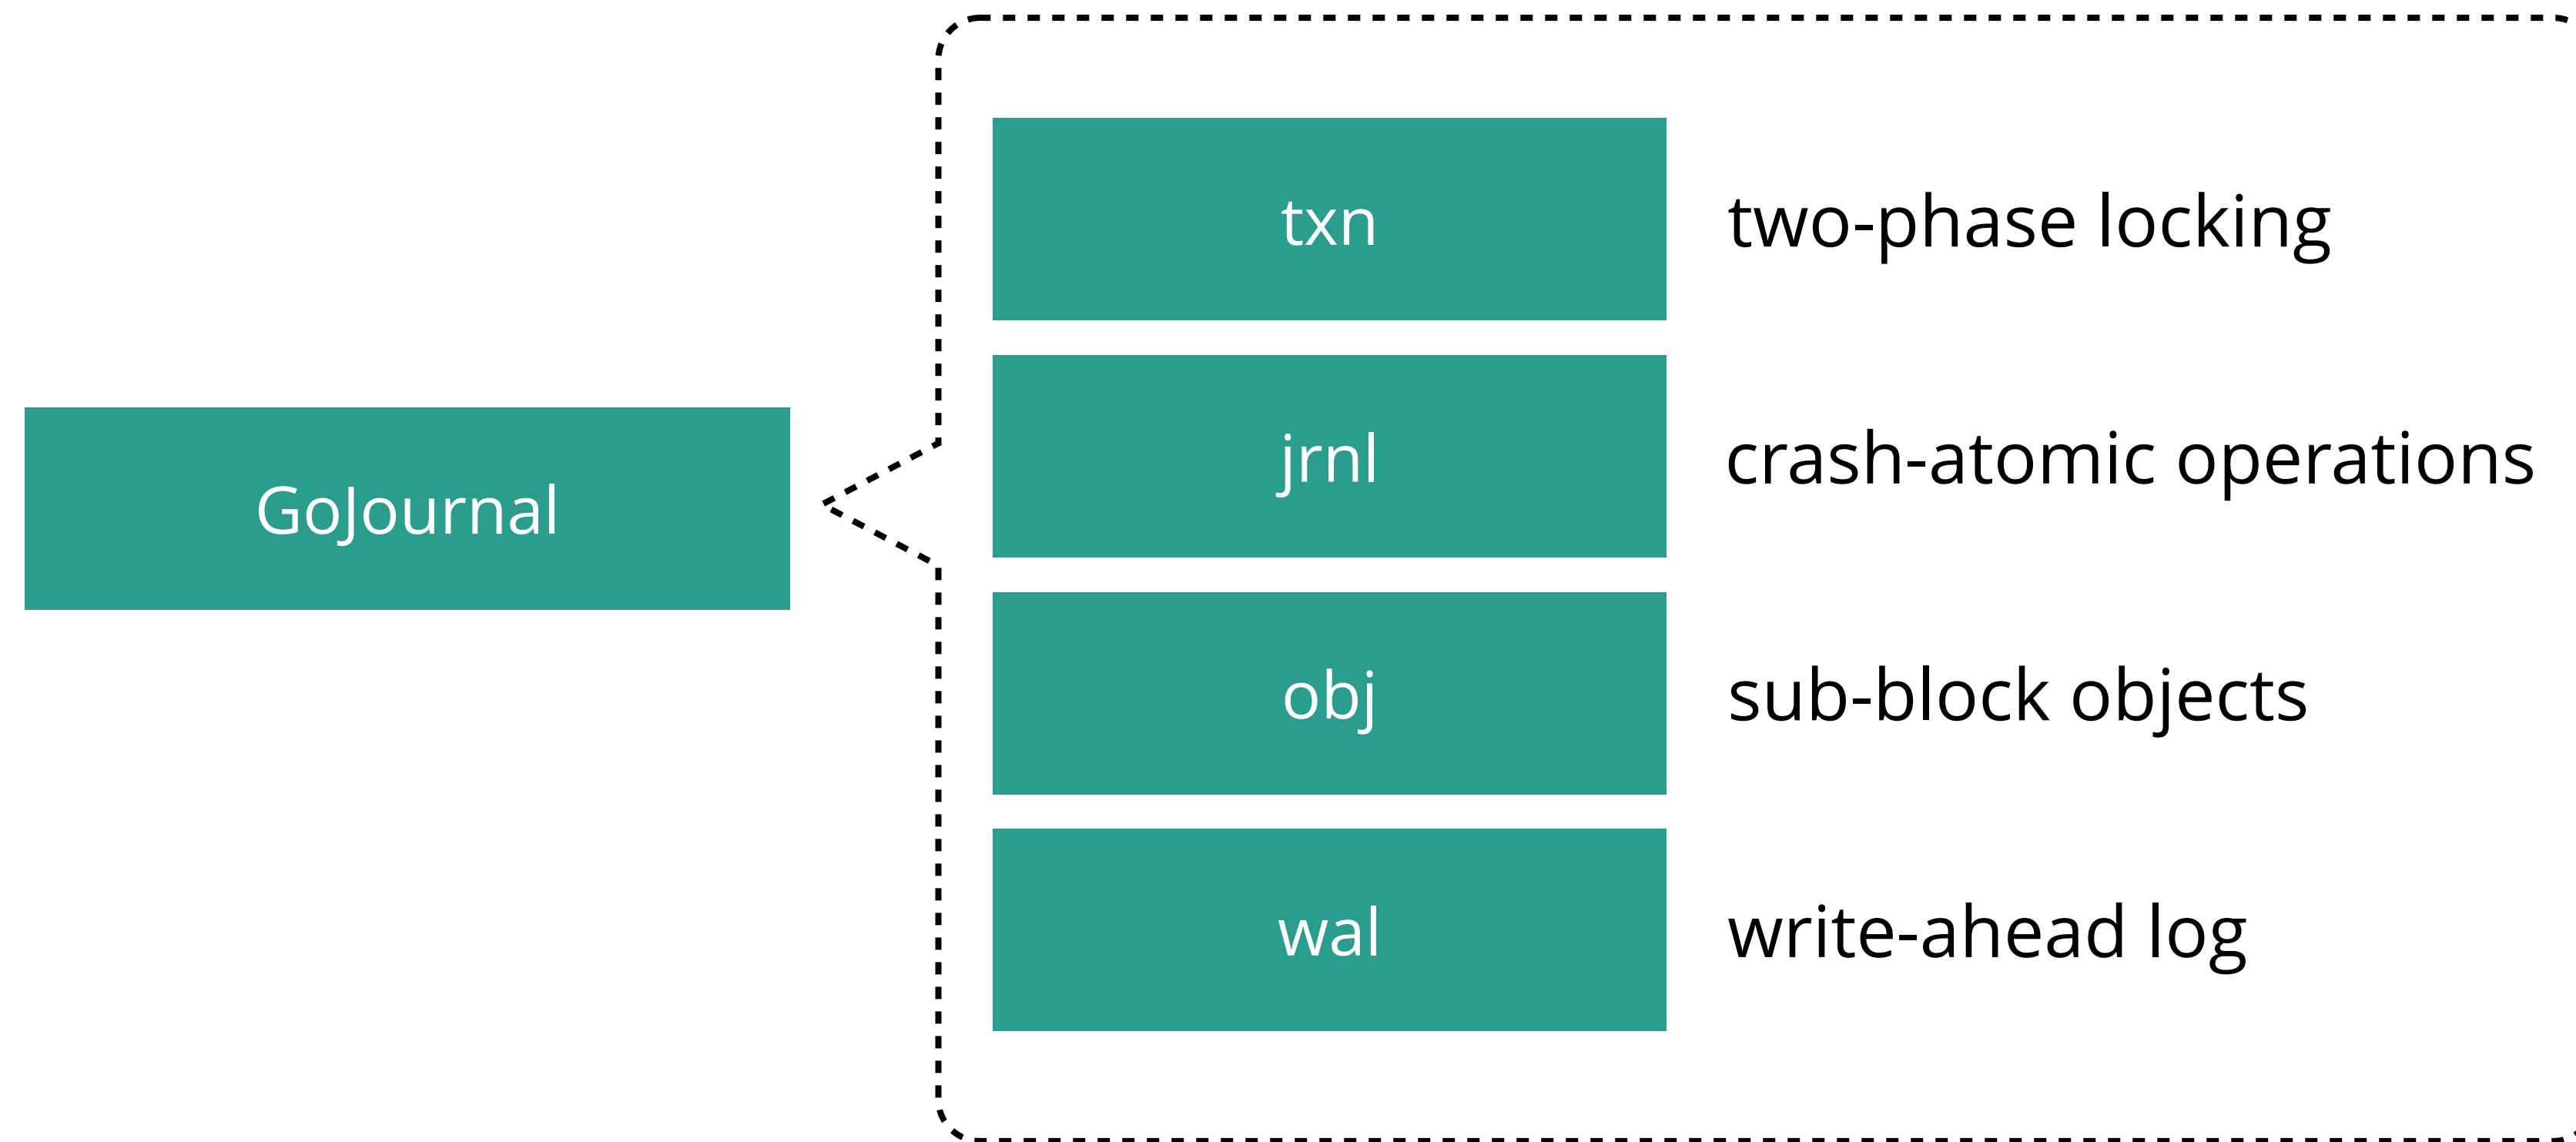 GoJournal
txn
two-phase locking
jrnl
crash-atomic operations
obj
sub-block objects
wal
write-ahead log